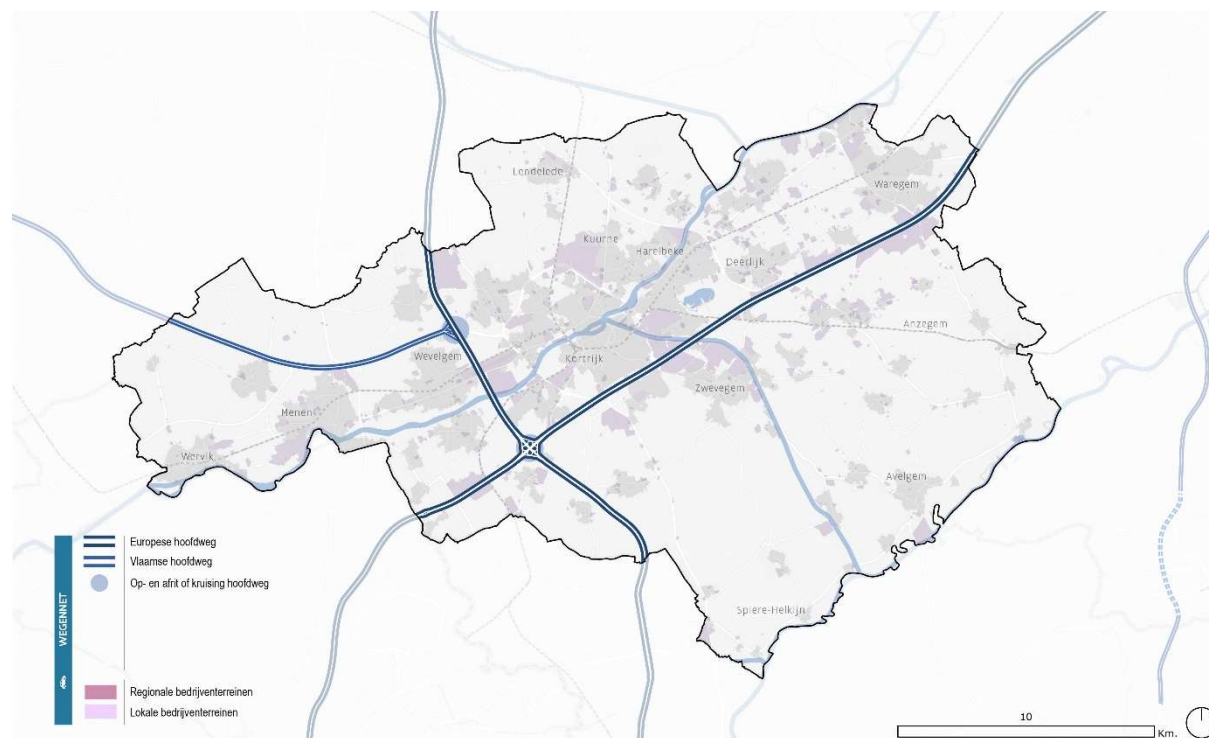 Lendelede
Waregem
Kuurne
Harelbeke
Deerlijk
Anzegem
Wevelgem
Kortrijk
Zwevegem
Menen
Wervik
Avelgem
Spiere-Helkijn
WEGENNET
Europese hoofdweg
Vlaamse hoofdweg
Op- en afrit of kruising hoofdweg
Regionale bedrijventerreinen
Lokale bedrijventerreinen
10
Km.